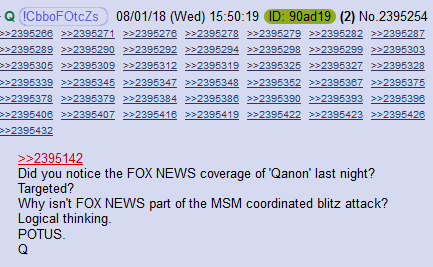 Q !CbboFOtcZs 08/01/18 (Wed) 15:50:19 ID: 90ad19 (2) No.2395254
>>2395266 >>2395271 >>2395276 >>2395278 >>2395279 >>2395282 >>2395287
>>2395289 >>2395290 >>2395292 >>2395294 >>2395298 >>2395299 >>2395303
>>2395305 >>2395309 >>2395312 >>2395319 >>2395325 >>2395322 >>2395328
>>2395339 >>2395345 >>2395347 >>2395348 >>2395352 >>2395367 >>2395375
>>2395378 >>2395379 >>2395384 >>2395386 >>2395390 >>2395393 >>2395396
>>2395406 >>2395407 >>2395416 >>2395419 >>2395422 >>2395423 >>2395426
>>2395432
>>2395142
Did you notice the FOX NEWS coverage of 'Qanon' last night?
Targeted?
Why isn't FOX NEWS part of the MSM coordinated blitz attack?
Logical thinking.
POTUS.
Q